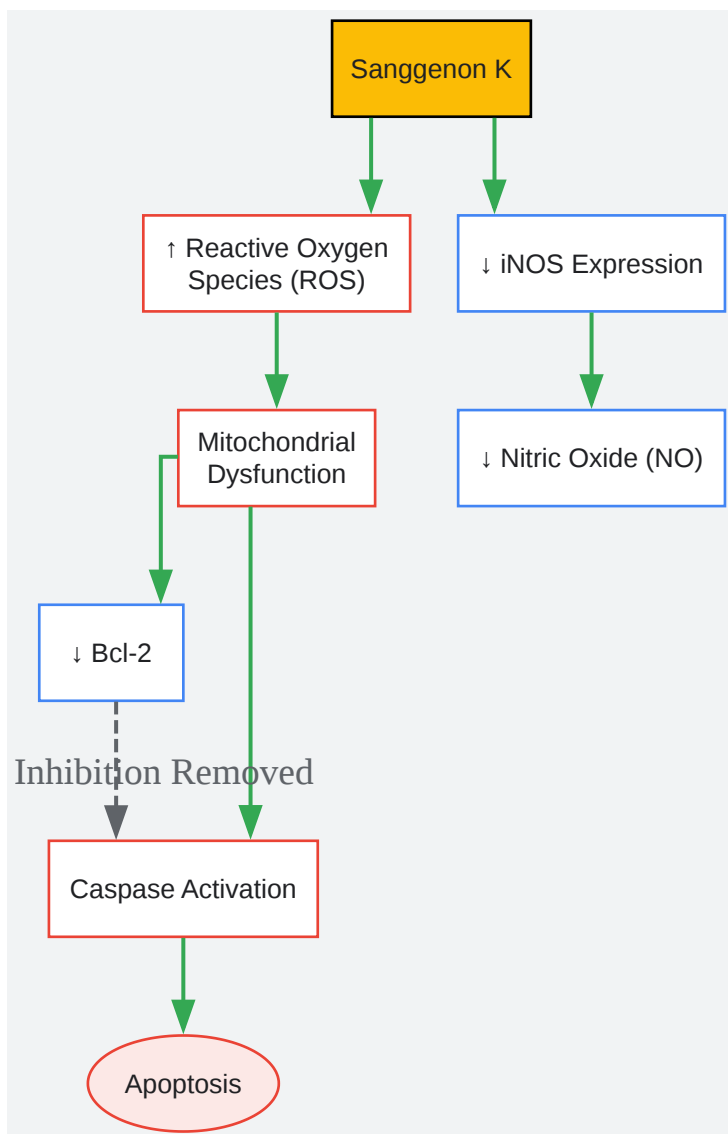 Sanggenon K
↑ Reactive Oxygen
Species (ROS)
↓ iNOS Expression
Mitochondrial
Dysfunction
↓ Nitric Oxide (NO)
↓ Bcl-2
Inhibition Removed
Caspase Activation
Apoptosis